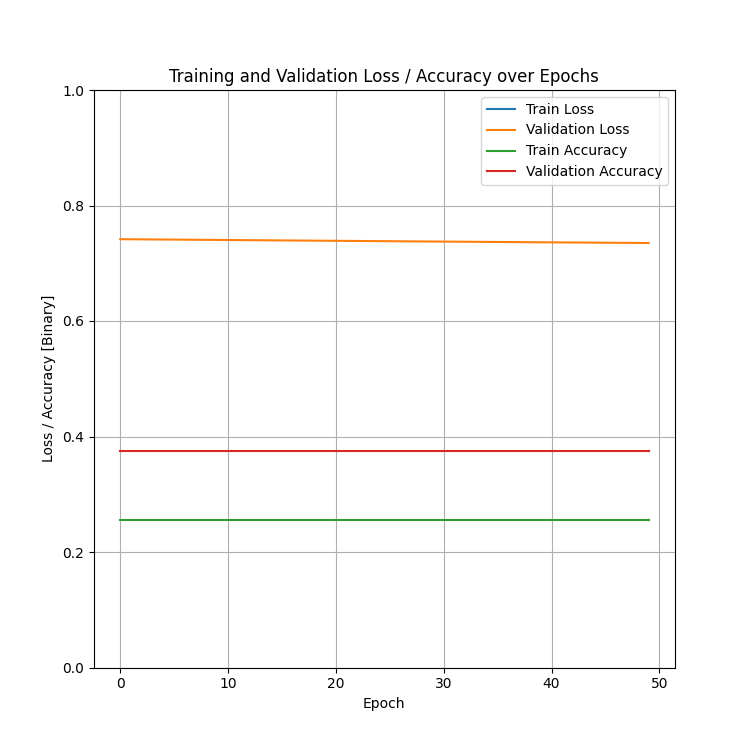 Training and Validation Loss / Accuracy over Epochs
1.0
Train Loss
Validation Loss
Train Accuracy
Validation Accuracy
0.8
0.6
0.4
0.2
0.0
Loss / Accuracy [Binary]
0 10 20 30 40 50
Epoch